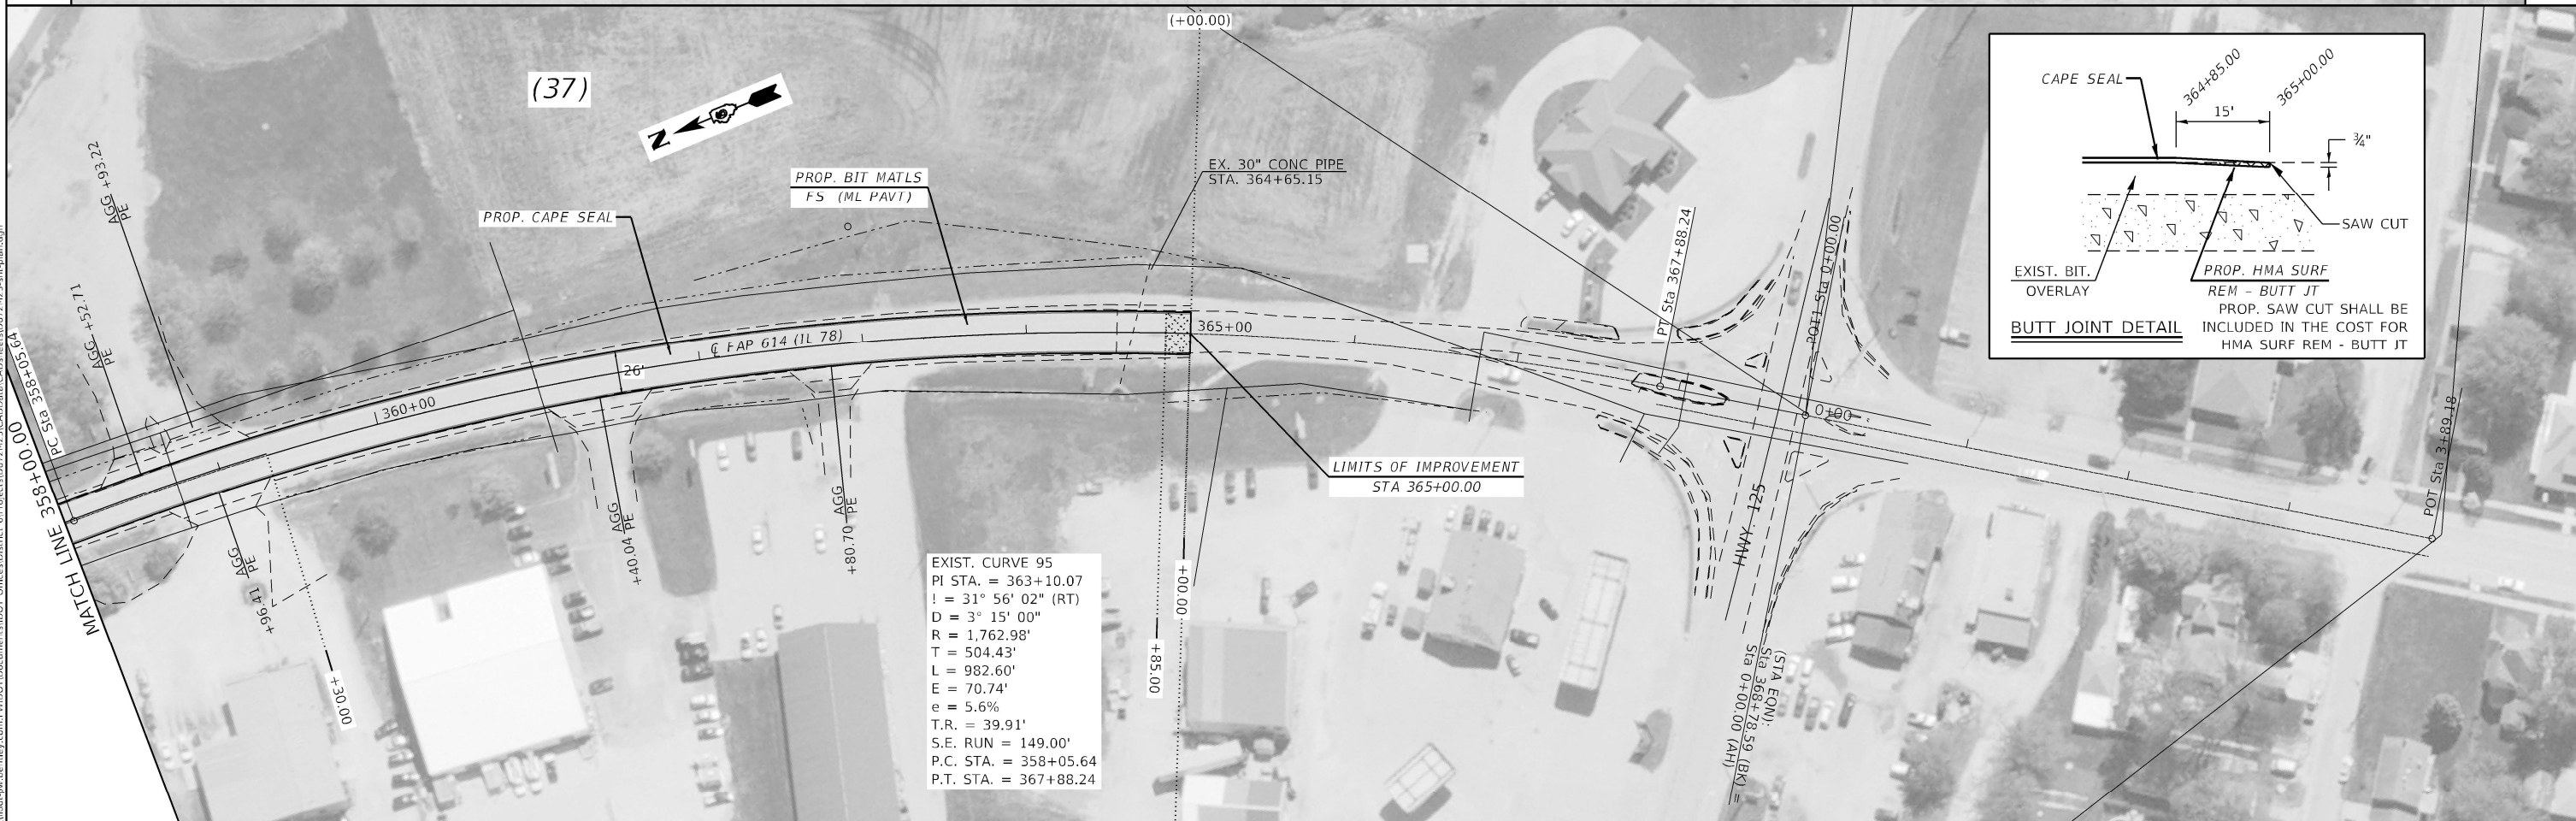 (+00.00)
(37)
N
AGG +93.22
PE
AGG +52.71
PE
PC Sta 358+05.64
MATCH LINE 358+00.00
PROP. CAPE SEAL
PROP. BIT MATLS
FS (ML PAVT)
EX. 30" CONC PIPE
STA. 364+65.15
360+00
26'
℄ FAP 614 (IL 78)
365+00
AGG
PE
+96.41
+30.00
+40.04 AGG
PE
AGG
+80.70 PE
+85.00
+00.00
LIMITS OF IMPROVEMENT
STA 365+00.00
EXIST. CURVE 95
PI STA. = 363+10.07
! = 31° 56' 02" (RT)
D = 3° 15' 00"
R = 1,762.98'
T = 504.43'
L = 982.60'
E = 70.74'
e = 5.6%
T.R. = 39.91'
S.E. RUN = 149.00'
P.C. STA. = 358+05.64
P.T. STA. = 367+88.24
PT Sta 367+88.24
POT1 Sta 0+00.00
0+00
HWY. 125
(STA EQN):
Sta 368+78.59 (BK) =
Sta 0+00.00 (AH)
POT Sta 3+89.18
CAPE SEAL
364+85.00
365+00.00
15'
¾"
SAW CUT
EXIST. BIT.
OVERLAY
PROP. HMA SURF
REM - BUTT JT
BUTT JOINT DETAIL
PROP. SAW CUT SHALL BE
INCLUDED IN THE COST FOR
HMA SURF REM - BUTT JT